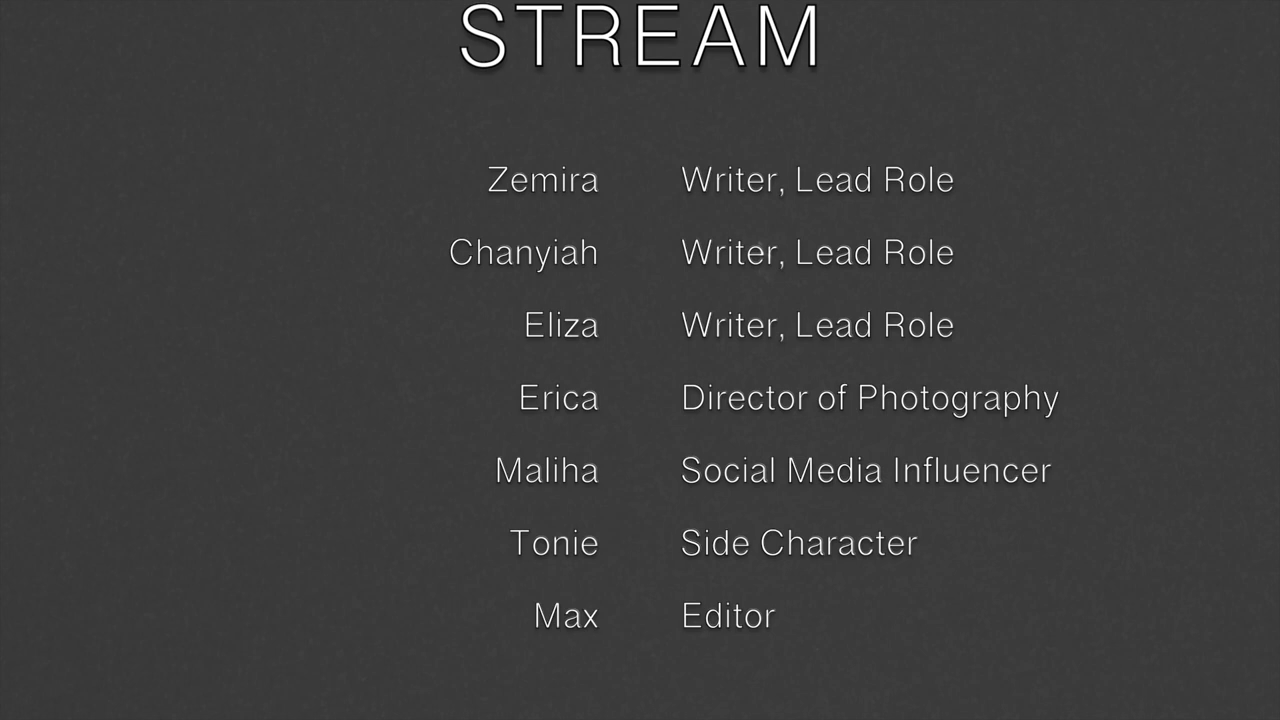 STREAM
Zemira Writer, Lead Role
Chanyiah Writer, Lead Role
Eliza Writer, Lead Role
Erica Director of Photography
Maliha Social Media Influencer
Tonie Side Character
Max Editor